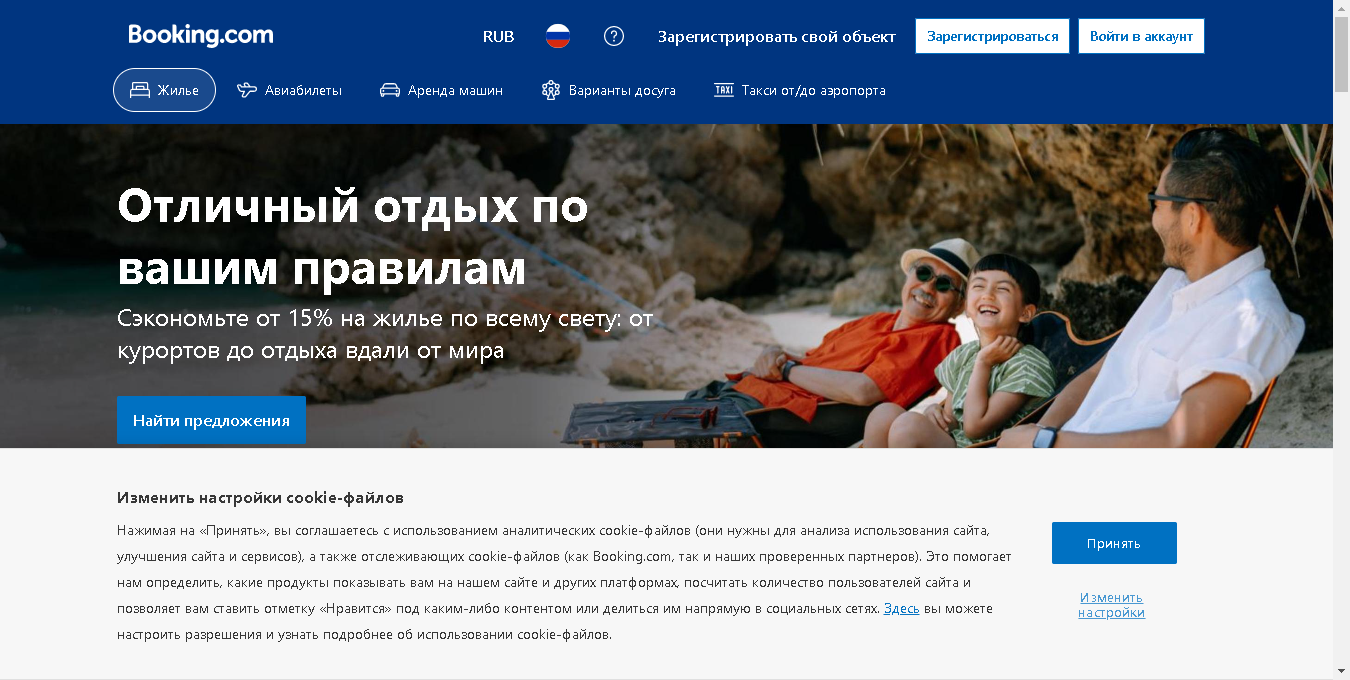 Booking.com
RUB
Зарегистрировать свой объект
Зарегистрироваться
Войти в аккаунт
Жилье
Авиабилеты
Аренда машин
Варианты досуга
TAXI
Такси от/до аэропорта
Отличный отдых по
вашим правилам
Сэкономьте от 15% на жилье по всему свету: от
курортов до отдыха вдали от мира
Найти предложения
Изменить настройки cookie-файлов
Нажимая на «Принять», вы соглашаетесь с использованием аналитических cookie-файлов (они нужны для анализа использования сайта,
улучшения сайта и сервисов), а также отслеживающих cookie-файлов (как Booking.com, так и наших проверенных партнеров). Это помогает
нам определить, какие продукты показывать вам на нашем сайте и других платформах, посчитать количество пользователей сайта и
позволяет вам ставить отметку «Нравится» под каким-либо контентом или делиться им напрямую в социальных сетях. Здесь вы можете
настроить разрешения и узнать подробнее об использовании cookie-файлов.
Принять
Изменить
настройки